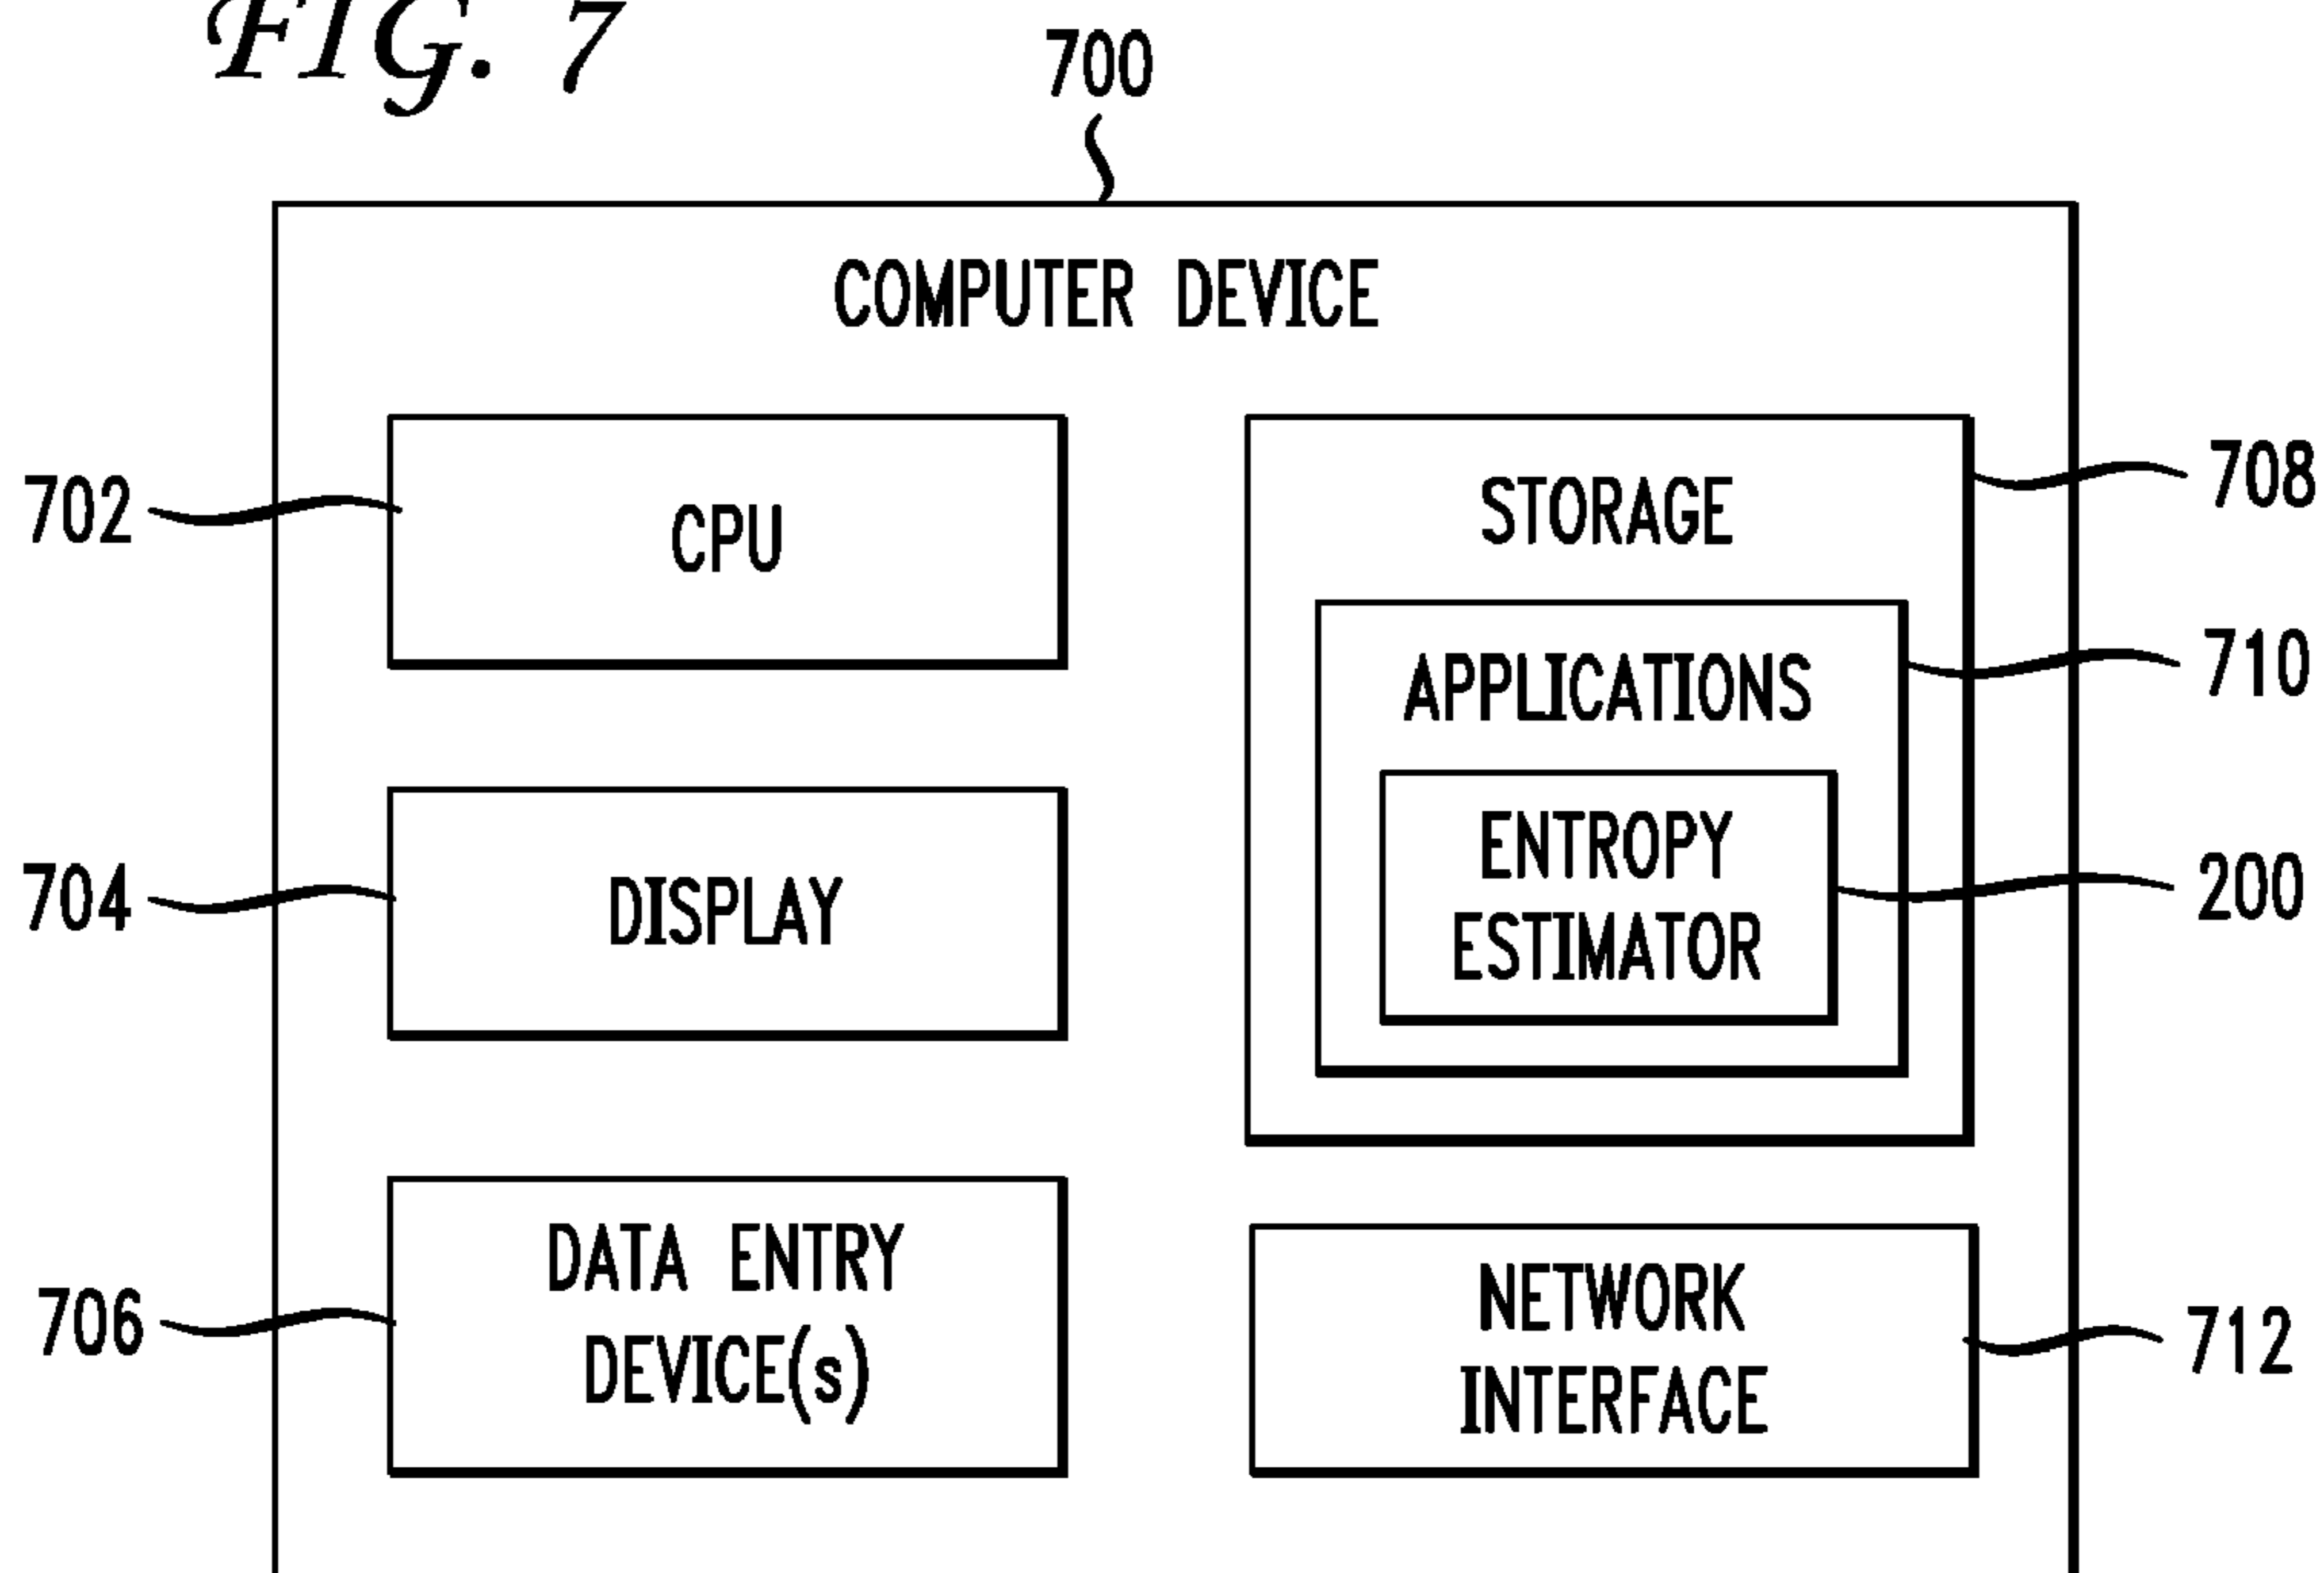 FIG. 7
700
COMPUTER DEVICE
702
CPU
704
DISPLAY
706
DATA ENTRY
DEVICE(s)
STORAGE
708
APPLICATIONS
710
ENTROPY
ESTIMATOR
200
NETWORK
INTERFACE
712